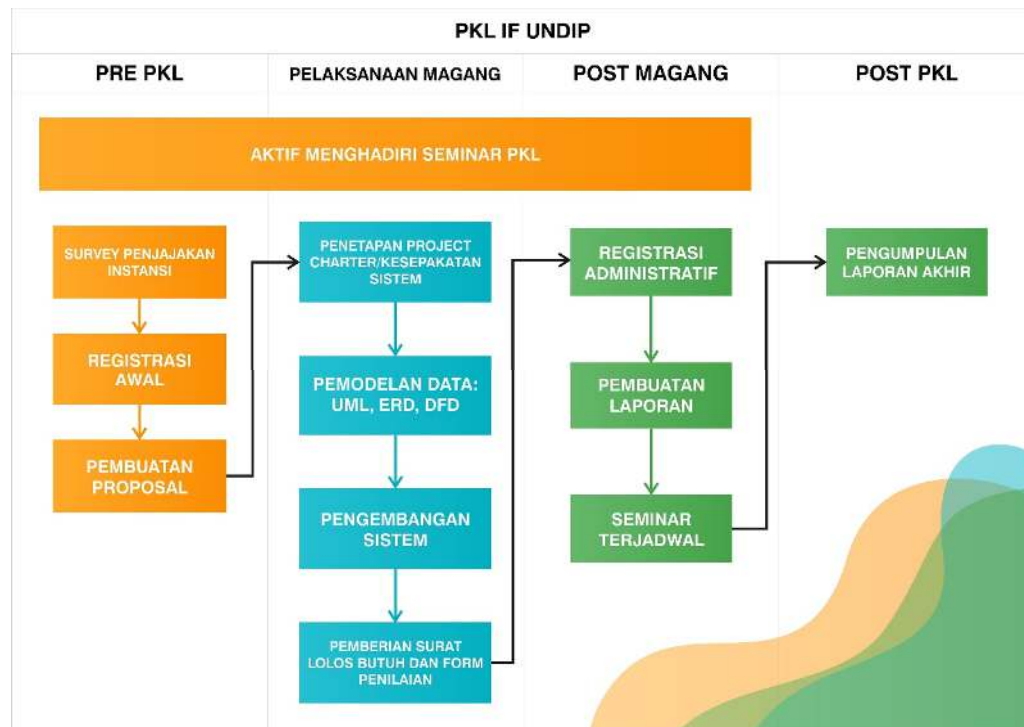 PKL IF UNDIP
PRE PKL
PELAKSANAAN MAGANG
POST MAGANG
POST PKL
AKTIF MENGHADIRI SEMINAR PKL
SURVEY PENJAJAKAN
INSTANSI
REGISTRASI
AWAL
PEMBUATAN
PROPOSAL
PENETAPAN PROJECT
CHARTER/KESEPAKATAN
SISTEM
PEMODELAN DATA:
UML, ERD, DFD
PENGEMBANGAN
SISTEM
PEMBERIAN SURAT
LOLOS BUTUH DAN FORM
PENILAIAN
REGISTRASI
ADMINISTRATIF
PEMBUATAN
LAPORAN
SEMINAR
TERJADWAL
PENGUMPULAN
LAPORAN AKHIR